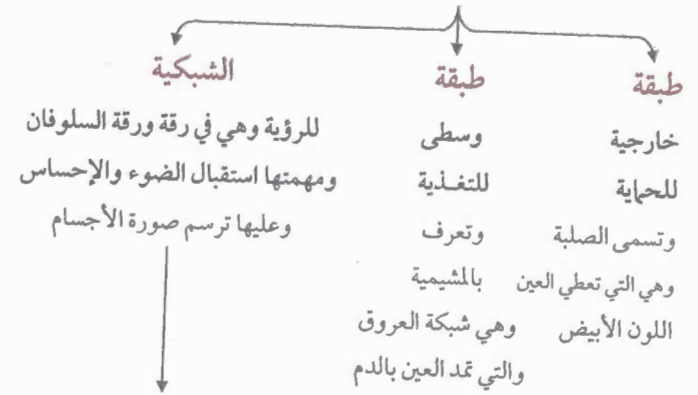 طبقة
خارجية
للحماية
وتسمى الصلبة
وهي التي تعطي العين
اللون الأبيض
طبقة
وسطى
للتغذية
وتعرف
بالمشيمية
وهي شبكة العروق
والتي تمد العين بالدم
الشبكية
للرؤية وهي في رقة ورقة السلوفان
ومهمتها استقبال الضوء والإحساس
وعليها ترسم صورة الأجسام